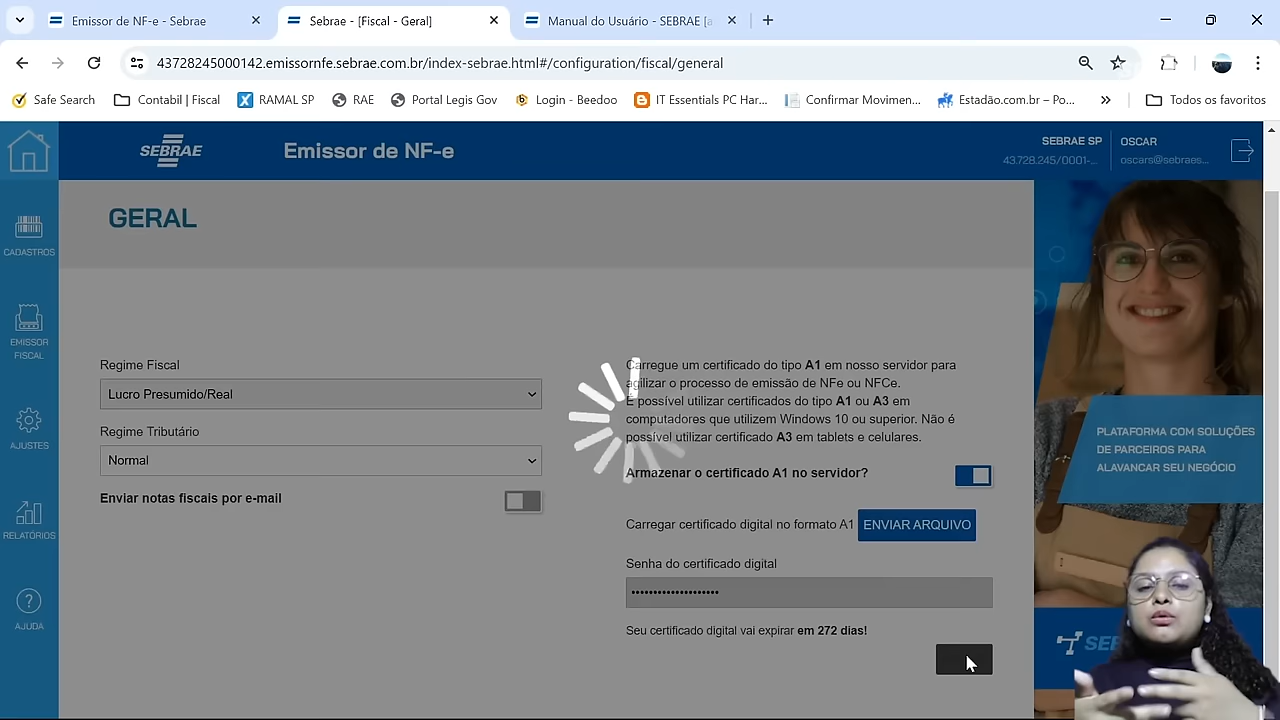 Emissor de NF-e - Sebrae
Sebrae - [Fiscal - Geral]
Manual do Usuário - SEBRAE [a
43728245000142.emissornfe.sebrae.com.br/index-sebrae.html#/configuration/fiscal/general
Safe Search
Contabil | Fiscal
RAMAL SP
RAE
Portal Legis Gov
Login - Beedoo
IT Essentials PC Har...
Confirmar Movimen...
Estadão.com.br – Po...
Todos os favoritos
SEBRAE
Emissor de NF-e
SEBRAE SP
43.728.245/0001-...
OSCAR
oscars@sebraes...
CADASTROS
EMISSOR
FISCAL
AJUSTES
RELATÓRIOS
AJUDA
GERAL
Regime Fiscal
Lucro Presumido/Real
Regime Tributário
Normal
Enviar notas fiscais por e-mail
Carregue um certificado do tipo A1 em nosso servidor para
agilizar o processo de emissão de NFe ou NFCe.
É possível utilizar certificados do tipo A1 ou A3 em
computadores que utilizem Windows 10 ou superior. Não é
possível utilizar certificado A3 em tablets e celulares.
Armazenar o certificado A1 no servidor?
Carregar certificado digital no formato A1
ENVIAR ARQUIVO
Senha do certificado digital
••••••••••••••••••••
Seu certificado digital vai expirar em 272 dias!
PLATAFORMA COM SOLUÇÕES
DE PARCEIROS PARA
ALAVANCAR SEU NEGÓCIO